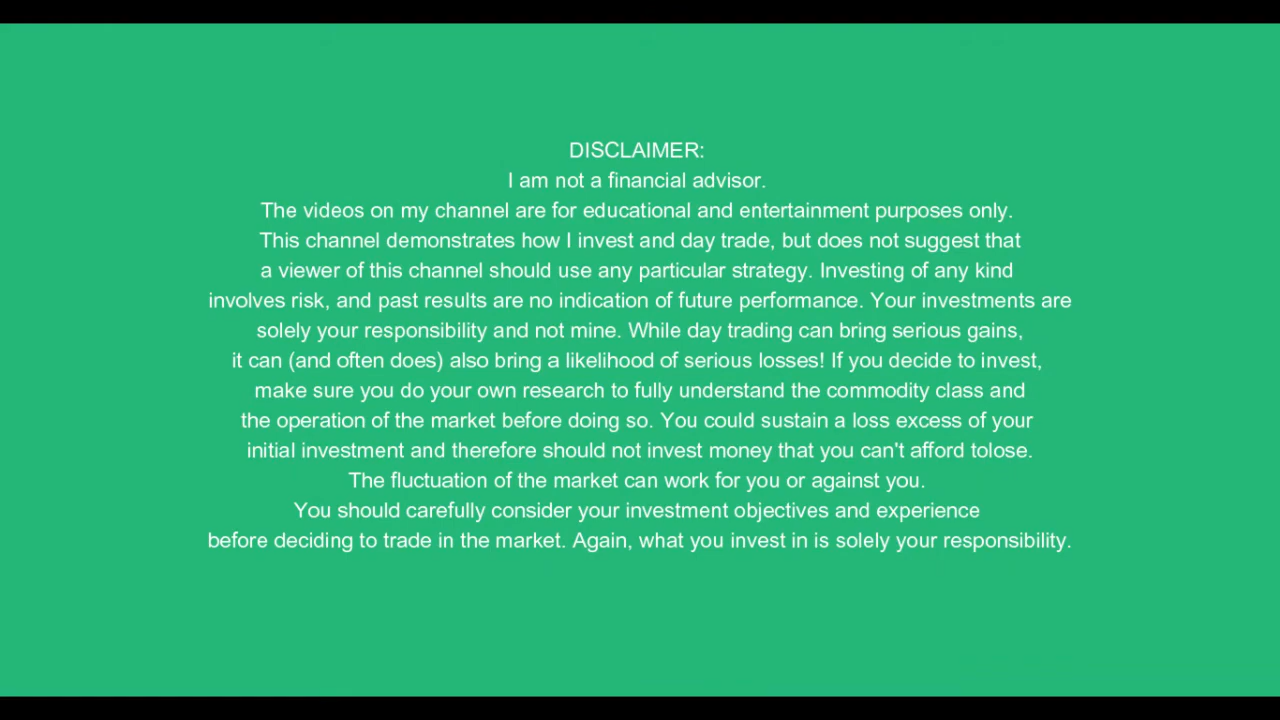 DISCLAIMER:
I am not a financial advisor.
The videos on my channel are for educational and entertainment purposes only.
This channel demonstrates how I invest and day trade, but does not suggest that
a viewer of this channel should use any particular strategy. Investing of any kind
involves risk, and past results are no indication of future performance. Your investments are
solely your responsibility and not mine. While day trading can bring serious gains,
it can (and often does) also bring a likelihood of serious losses! If you decide to invest,
make sure you do your own research to fully understand the commodity class and
the operation of the market before doing so. You could sustain a loss excess of your
initial investment and therefore should not invest money that you can't afford tolose.
The fluctuation of the market can work for you or against you.
You should carefully consider your investment objectives and experience
before deciding to trade in the market. Again, what you invest in is solely your responsibility.